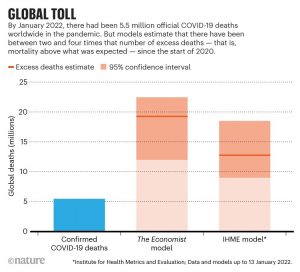 GLOBAL TOLL
By January 2022, there had been 5.5 million official COVID-19 deaths
worldwide in the pandemic. But models estimate that there have been
between two and four times that number of excess deaths — that is,
mortality above what was expected — since the start of 2020.
Excess deaths estimate 95% confidence interval
25
20
15
10
5
0
Global deaths (millions)
Confirmed
COVID-19 deaths
The Economist
model
IHME model*
©nature
*Institute for Health Metrics and Evaluation; Data and models up to 13 January 2022.